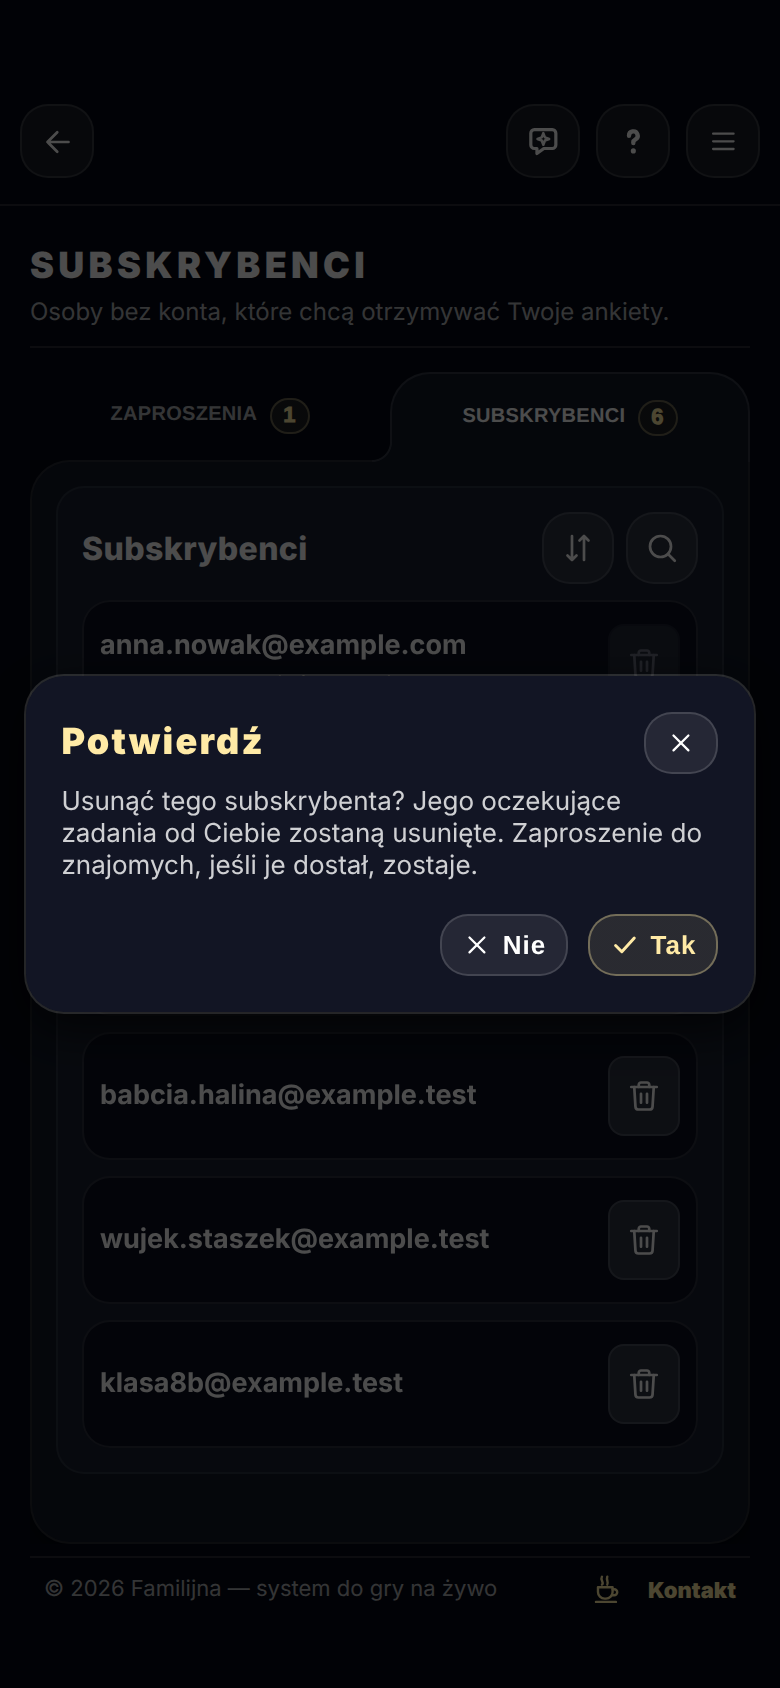 SUBSKRYBENCI
Osoby bez konta, które chcą otrzymywać Twoje ankiety.
ZAPROSZENIA 1
SUBSKRYBENCI 6
Subskrybenci
anna.nowak@example.com
Potwierdź
Usunąć tego subskrybenta? Jego oczekujące
zadania od Ciebie zostaną usunięte. Zaproszenie do
znajomych, jeśli je dostał, zostaje.
Nie
Tak
babcia.halina@example.test
wujek.staszek@example.test
klasa8b@example.test
© 2026 Familijna — system do gry na żywo
Kontakt